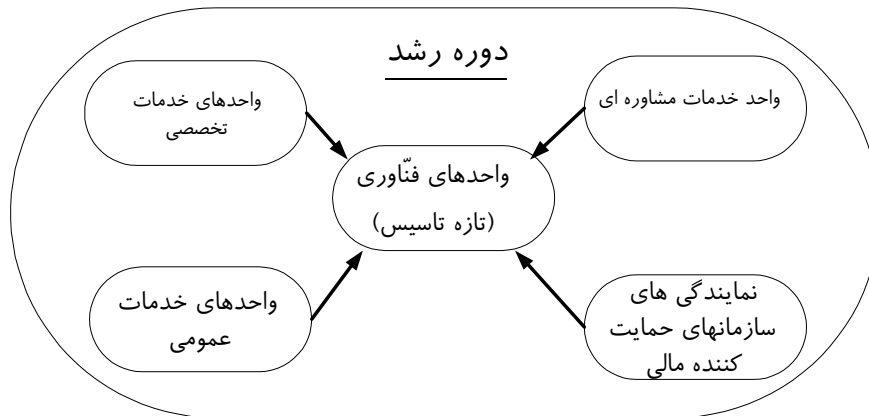 دوره رشد
واحد خدمات مشاوره ای
واحدهای خدمات
تخصصی
واحدهای فنّاوری
(تازه تاسیس)
نمایندگی های
سازمانهای حمایت
کننده مالی
واحدهای خدمات
عمومی